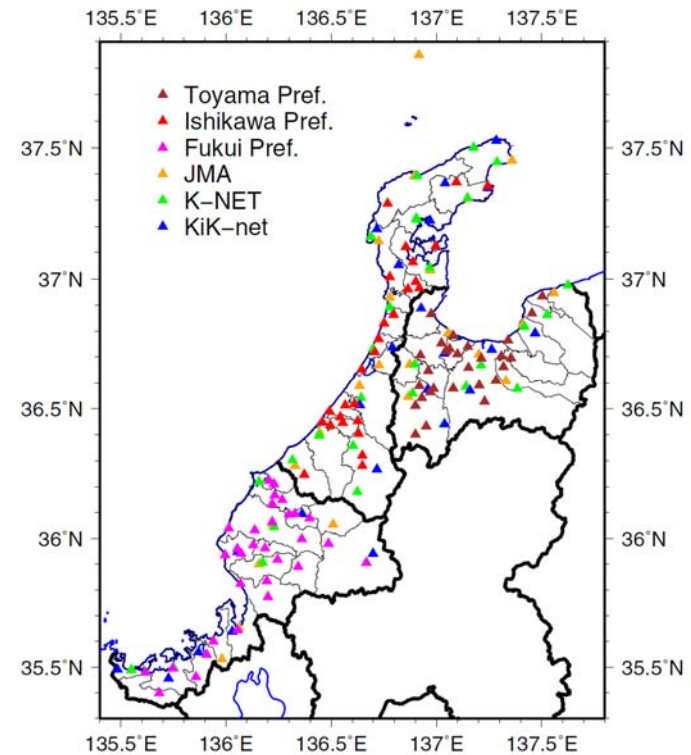 135.5°E 136°E 136.5°E 137°E 137.5°E
Toyama Pref.
Ishikawa Pref.
Fukui Pref.
JMA
K−NET
KiK−net
37.5°N 37.5°N
37°N 37°N
36.5°N 36.5°N
36°N 36°N
35.5°N 35.5°N
135.5°E 136°E 136.5°E 137°E 137.5°E